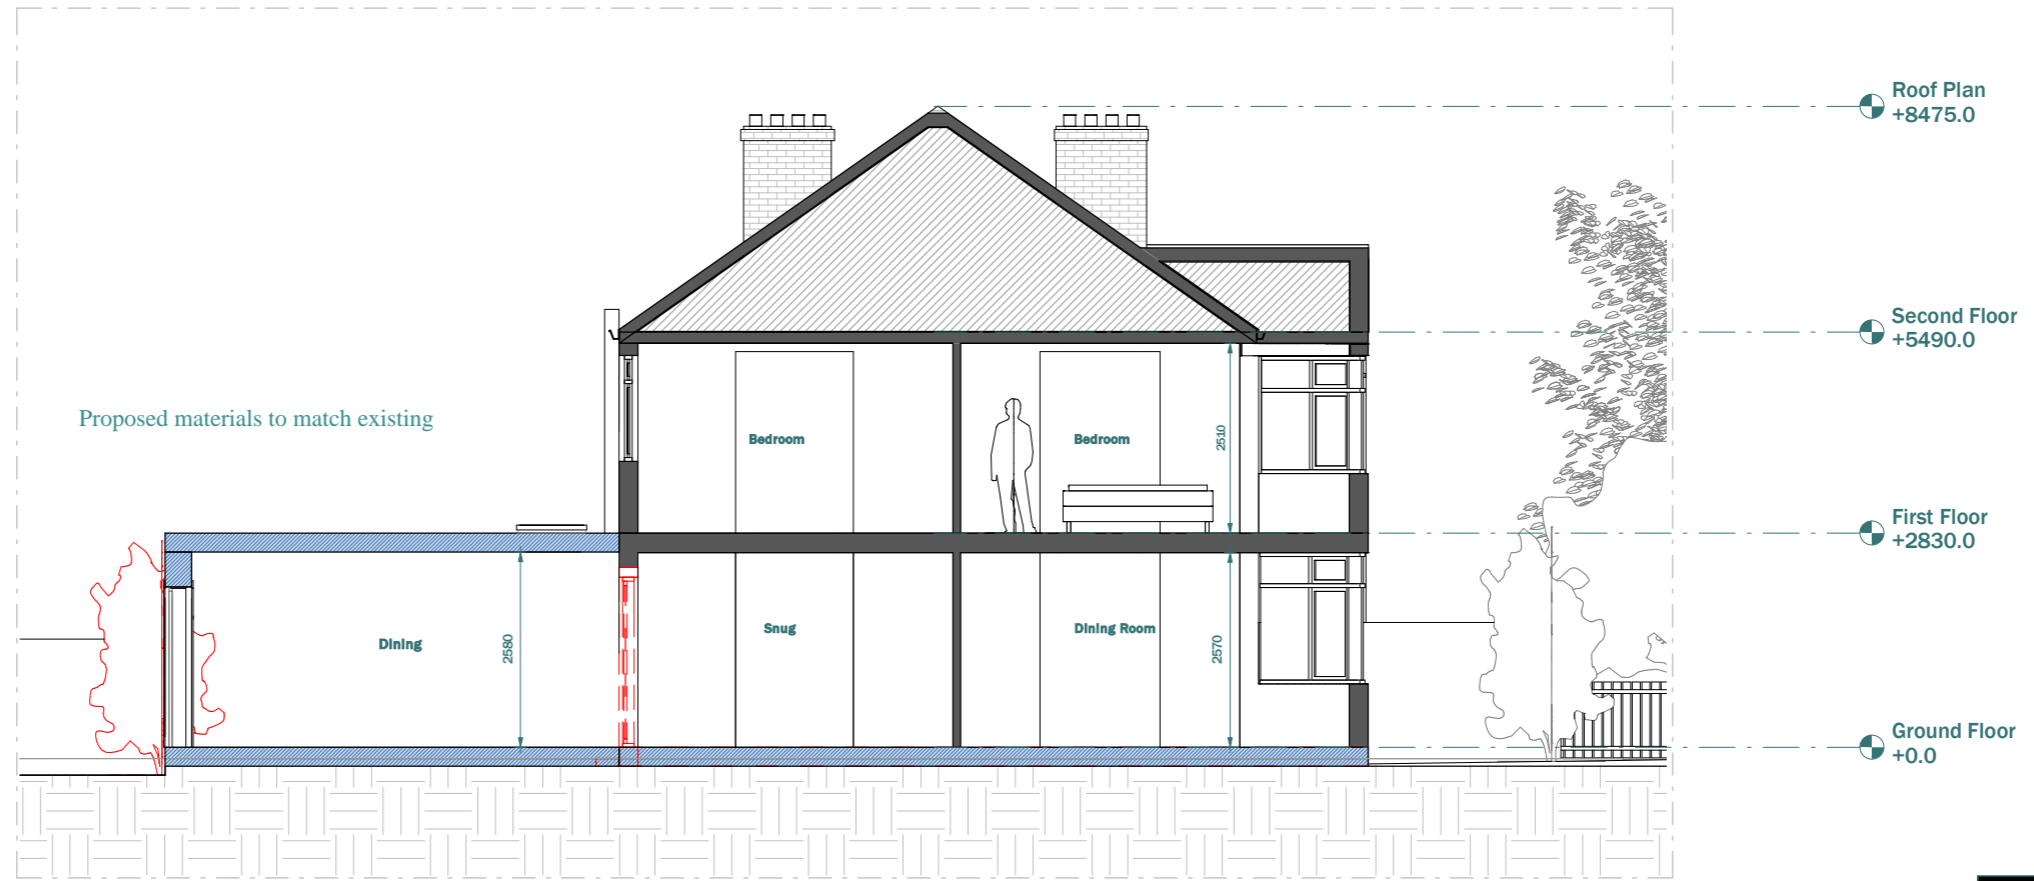 Roof Plan
+8475.0
Second Floor
+5490.0
Proposed materials to match existing
Bedroom
Bedroom
2510
First Floor
+2830.0
Dining
2580
Snug
Dining Room
2570
Ground Floor
+0.0